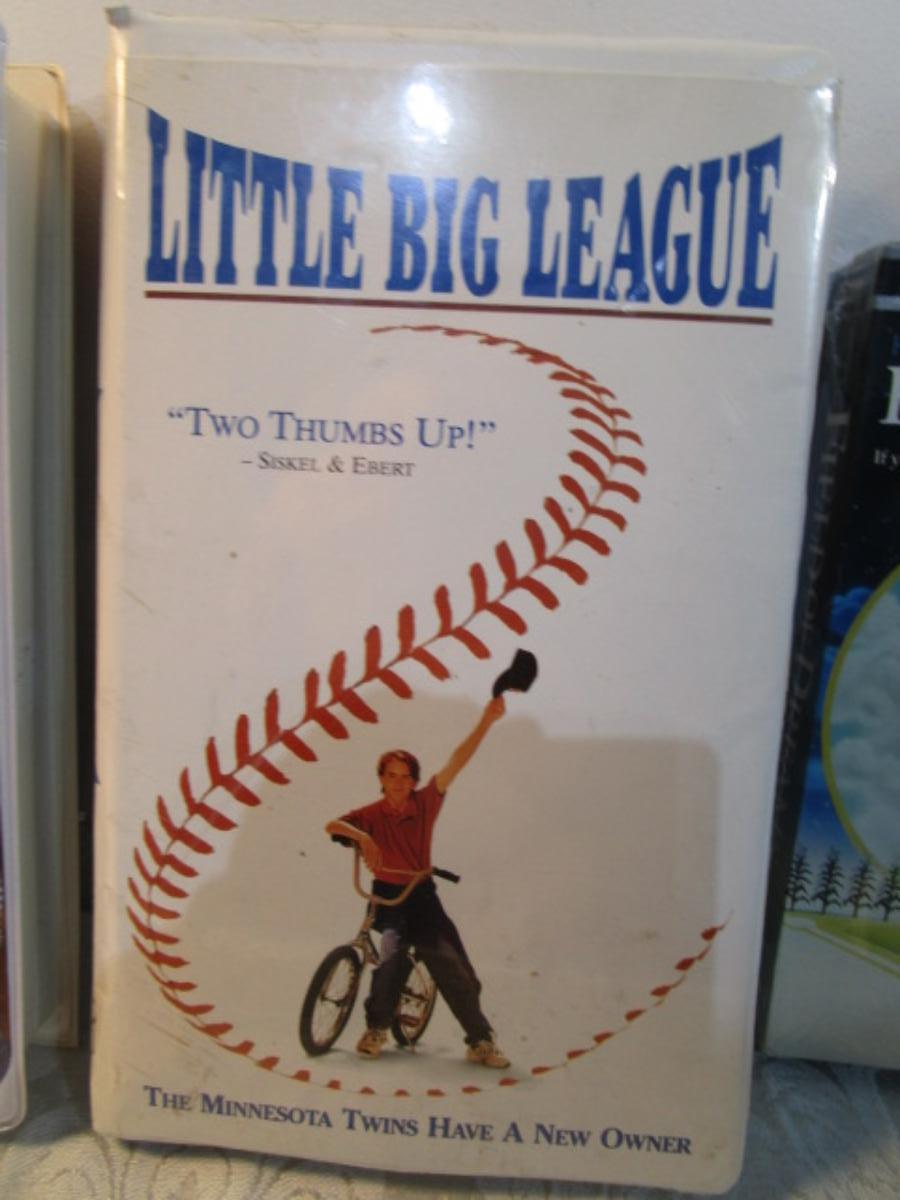 LITTLE BIG LEAGUE
“TWO THUMBS UP!”
– SISKEL & EBERT
THE MINNESOTA TWINS HAVE A NEW OWNER